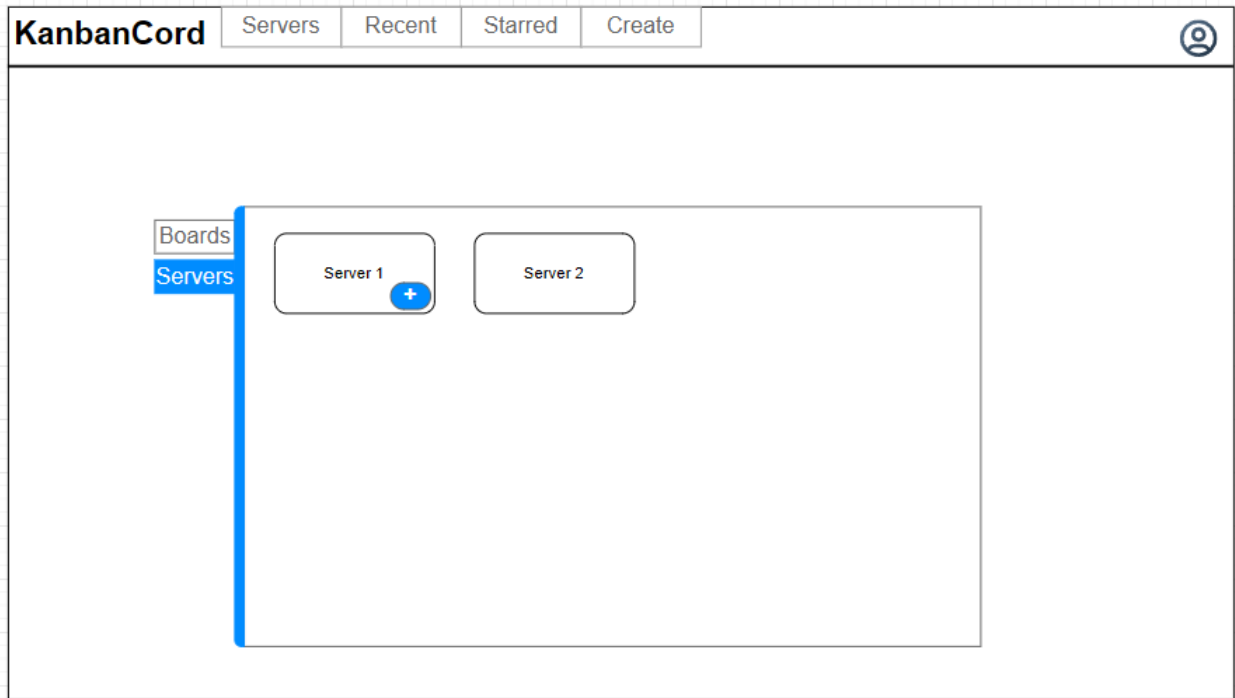 KanbanCord Servers Recent Starred Create
Boards
Servers
Server 1 Server 2
+